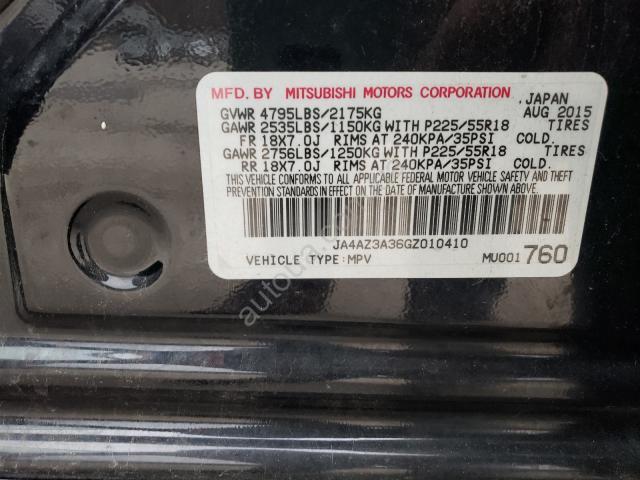 MFD. BY MITSUBISHI MOTORS CORPORATION, JAPAN
GVWR 4795LBS/2175KG AUG 2015
GAWR 2535LBS/1150KG WITH P225/55R18 TIRES
FR 18X7.0J RIMS AT 240KPA/35PSI COLD.
GAWR 2756LBS/1250KG WITH P225/55R18 TIRES
RR 18X7.0J RIMS AT 240KPA/35PSI COLD.
THIS VEHICLE CONFORMS TO ALL APPLICABLE FEDERAL MOTOR VEHICLE SAFETY
AND THEFT PREVENTION STANDARDS IN EFFECT ON THE DATE OF MANUFACTURE SHOWN ABOVE.
JA4AZ3A36GZ010410
VEHICLE TYPE:MPV MU001760